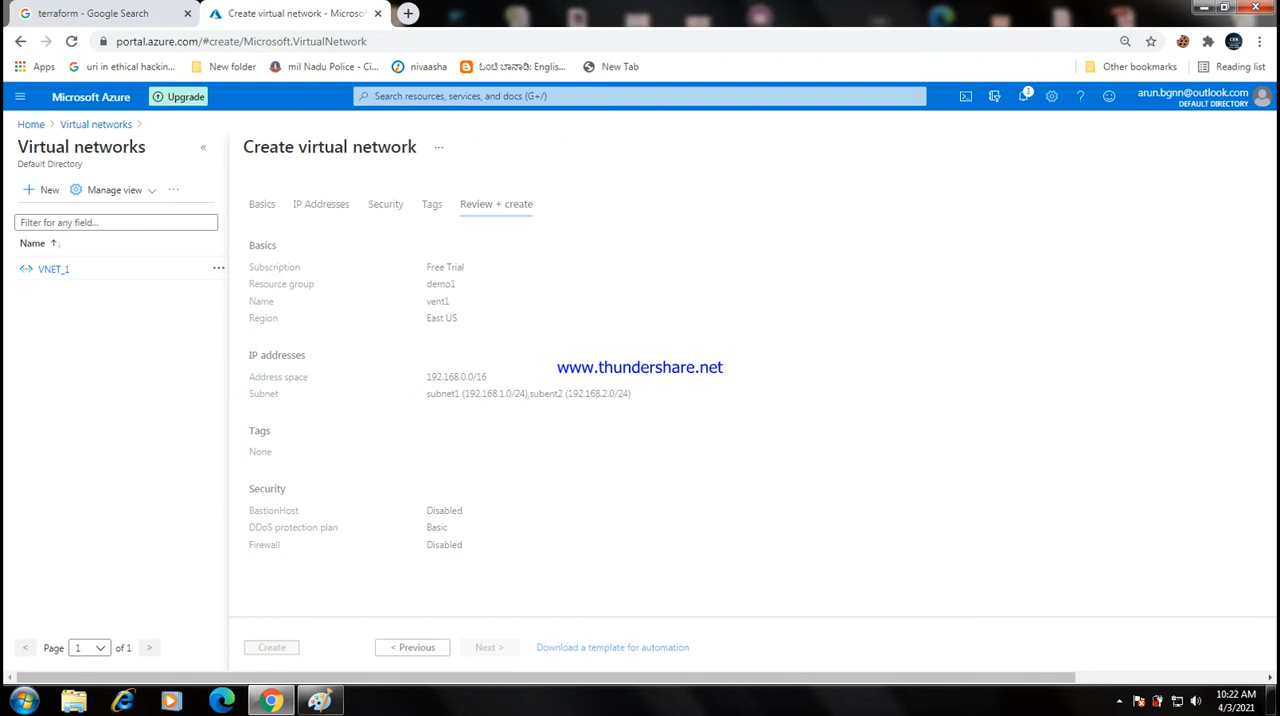 terraform - Google Search
Create virtual network - Microsof
portal.azure.com/#create/Microsoft.VirtualNetwork
Apps
uri in ethical hackin...
New folder
mil Nadu Police - Ci...
nivaasha
ಓಂಟಿ ಬಾನಾಡಿ: Englis...
New Tab
Other bookmarks
Reading list
Microsoft Azure
Upgrade
Search resources, services, and docs (G+/)
3
arun.bgnn@outlook.com
DEFAULT DIRECTORY
Home > Virtual networks >
Virtual networks
Default Directory
«
+ New
Manage view
...
Filter for any field...
Name ↑↓
VNET_1
...
Create virtual network ...
Basics
IP Addresses
Security
Tags
Review + create
Basics
Subscription Free Trial
Resource group demo1
Name vent1
Region East US
IP addresses
Address space 192.168.0.0/16
Subnet subnet1 (192.168.1.0/24),subent2 (192.168.2.0/24)
www.thundershare.net
Tags
None
Security
BastionHost Disabled
DDoS protection plan Basic
Firewall Disabled
< Page 1 of 1 >
Create
< Previous
Next >
Download a template for automation
10:22 AM
4/3/2021